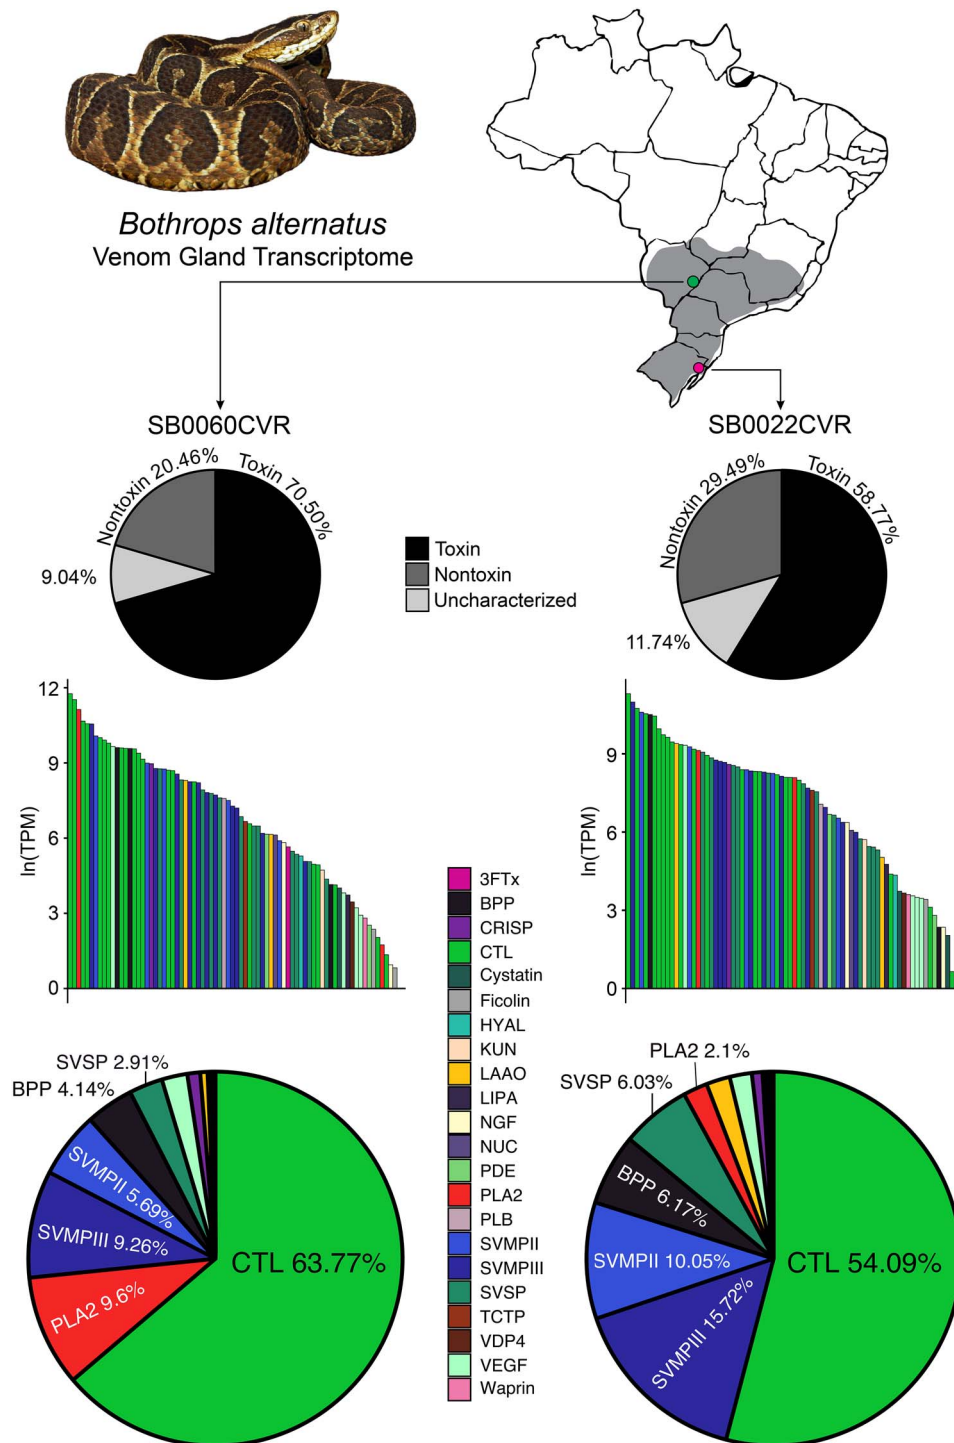 Bothrops alternatus
Venom Gland Transcriptome
SB0060CVR
SB0022CVR
Nontoxin 20.46%
Toxin 70.50%
9.04%
Toxin
Nontoxin
Uncharacterized
Nontoxin 29.49%
Toxin 58.77%
11.74%
12
9
6
3
0
ln(TPM)
9
6
3
0
ln(TPM)
3FTx
BPP
CRISP
CTL
Cystatin
Ficolin
HYAL
KUN
LAAO
LIPA
NGF
NUC
PDE
PLA2
PLB
SVMPII
SVMPIII
SVSP
TCTP
VDP4
VEGF
Waprin
SVSP 2.91%
BPP 4.14%
SVMPII 5.69%
SVMPIII 9.26%
PLA2 9.6%
CTL 63.77%
PLA2 2.1%
SVSP 6.03%
BPP 6.17%
SVMPII 10.05%
SVMPIII 15.72%
CTL 54.09%